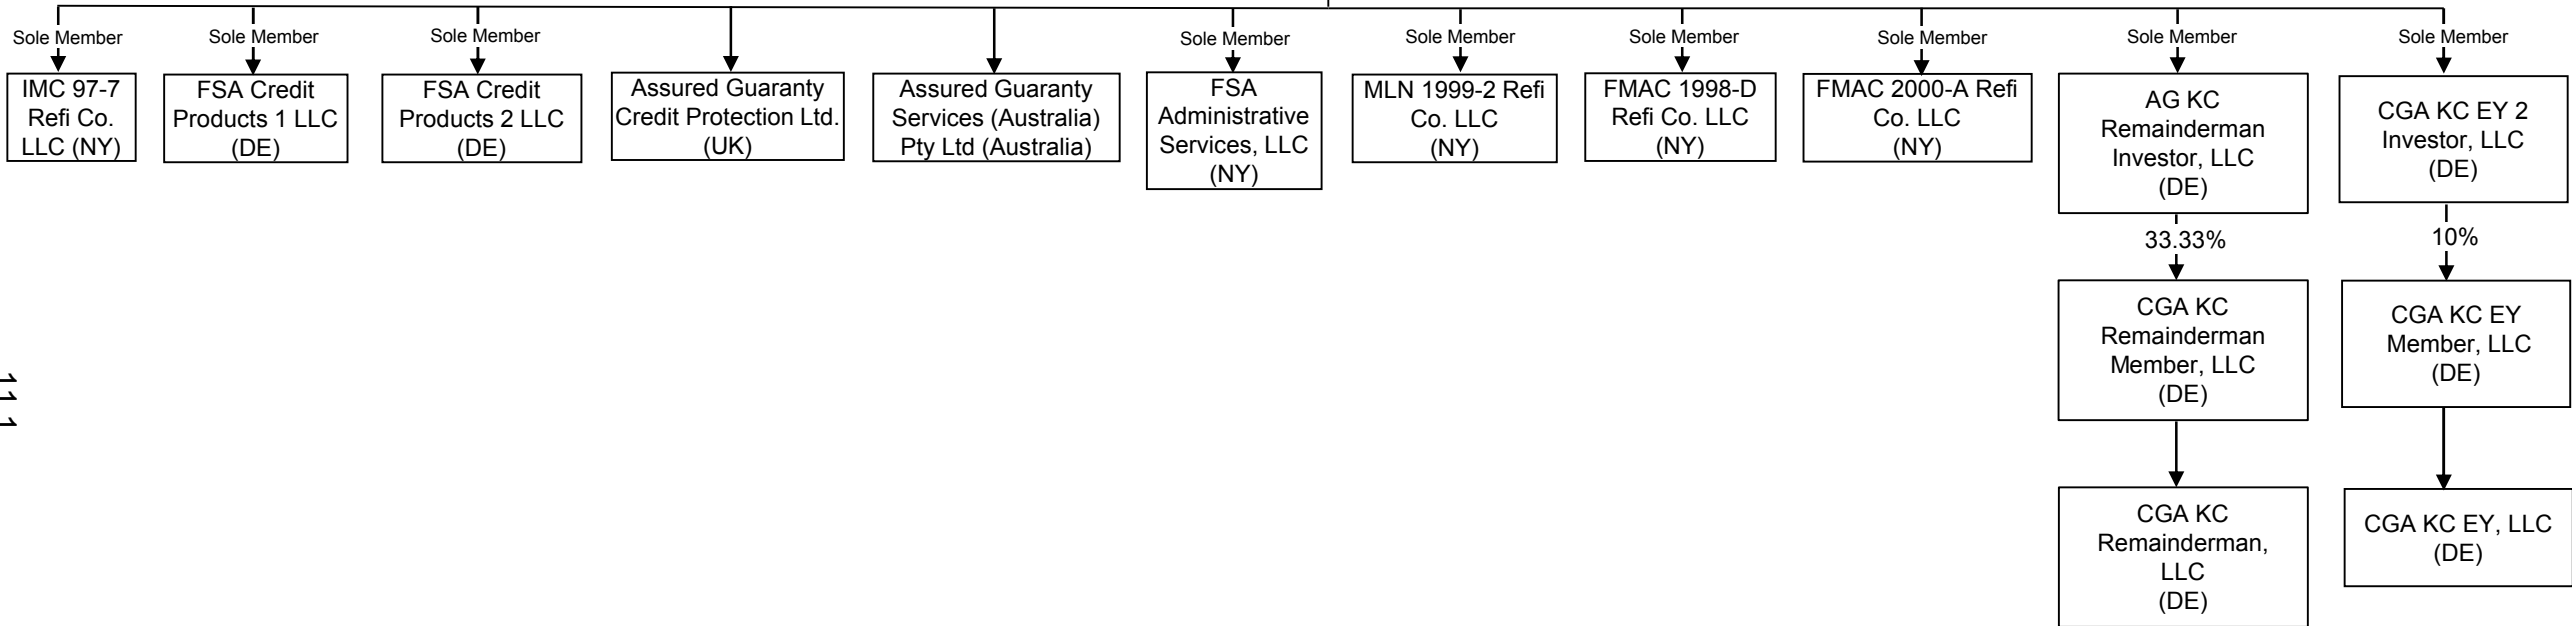 Sole Member
Sole Member
Sole Member
Sole Member
Sole Member
Sole Member
Sole Member
Sole Member
Sole Member
IMC 97-7
Refi Co.
LLC (NY)
FSA Credit
Products 1 LLC
(DE)
FSA Credit
Products 2 LLC
(DE)
Assured Guaranty
Credit Protection Ltd.
(UK)
Assured Guaranty
Services (Australia)
Pty Ltd (Australia)
FSA
Administrative
Services, LLC
(NY)
MLN 1999-2 Refi
Co. LLC
(NY)
FMAC 1998-D
Refi Co. LLC
(NY)
FMAC 2000-A Refi
Co. LLC
(NY)
AG KC
Remainderman
Investor, LLC
(DE)
CGA KC EY 2
Investor, LLC
(DE)
33.33%
10%
CGA KC
Remainderman
Member, LLC
(DE)
CGA KC EY
Member, LLC
(DE)
CGA KC
Remainderman,
LLC
(DE)
CGA KC EY, LLC
(DE)